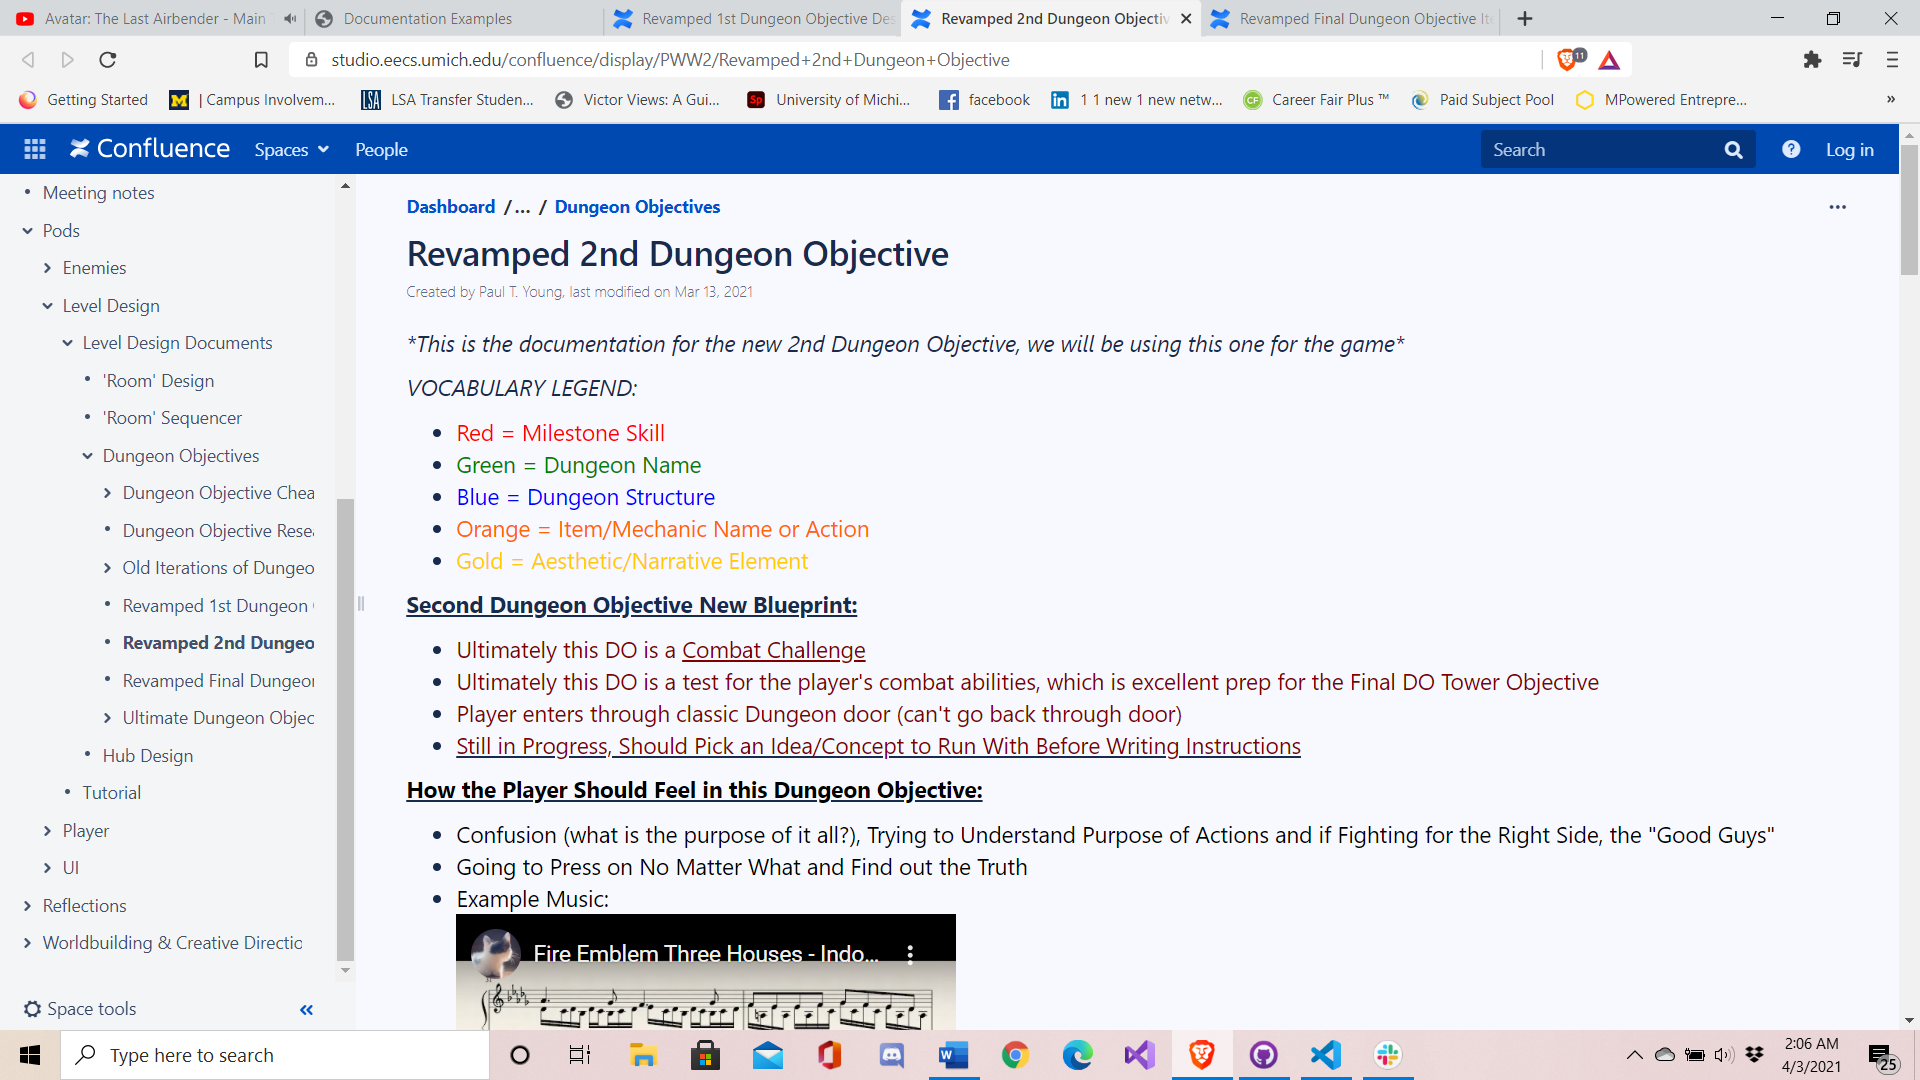 Avatar: The Last Airbender - Main
Documentation Examples
Revamped 1st Dungeon Objective Des
Revamped 2nd Dungeon Objectiv
Revamped Final Dungeon Objective Ite
studio.eecs.umich.edu/confluence/display/PWW2/Revamped+2nd+Dungeon+Objective
11
Getting Started
M | Campus Involvem...
LSA LSA Transfer Studen...
Victor Views: A Gui...
Sp University of Michi...
facebook
in 1 1 new 1 new netw...
CF Career Fair Plus ™
Paid Subject Pool
MPowered Entrepre...
»
Confluence
Spaces
People
Search
?
Log in
Meeting notes
Pods
Enemies
Level Design
Level Design Documents
'Room' Design
'Room' Sequencer
Dungeon Objectives
Dungeon Objective Chea
Dungeon Objective Rese
Old Iterations of Dungeo
Revamped 1st Dungeon
Revamped 2nd Dungeo
Revamped Final Dungeon
Ultimate Dungeon Objec
Hub Design
Tutorial
Player
UI
Reflections
Worldbuilding & Creative Directio
Space tools
«
Dashboard /... / Dungeon Objectives
Revamped 2nd Dungeon Objective
Created by Paul T. Young, last modified on Mar 13, 2021
*This is the documentation for the new 2nd Dungeon Objective, we will be using this one for the game*
VOCABULARY LEGEND:
• Red = Milestone Skill
• Green = Dungeon Name
• Blue = Dungeon Structure
• Orange = Item/Mechanic Name or Action
• Gold = Aesthetic/Narrative Element
Second Dungeon Objective New Blueprint:
• Ultimately this DO is a Combat Challenge
• Ultimately this DO is a test for the player's combat abilities, which is excellent prep for the Final DO Tower Objective
• Player enters through classic Dungeon door (can't go back through door)
• Still in Progress, Should Pick an Idea/Concept to Run With Before Writing Instructions
How the Player Should Feel in this Dungeon Objective:
• Confusion (what is the purpose of it all?), Trying to Understand Purpose of Actions and if Fighting for the Right Side, the "Good Guys"
• Going to Press on No Matter What and Find out the Truth
• Example Music:
Fire Emblem Three Houses - Indo...
Type here to search
2:06 AM
4/3/2021
25